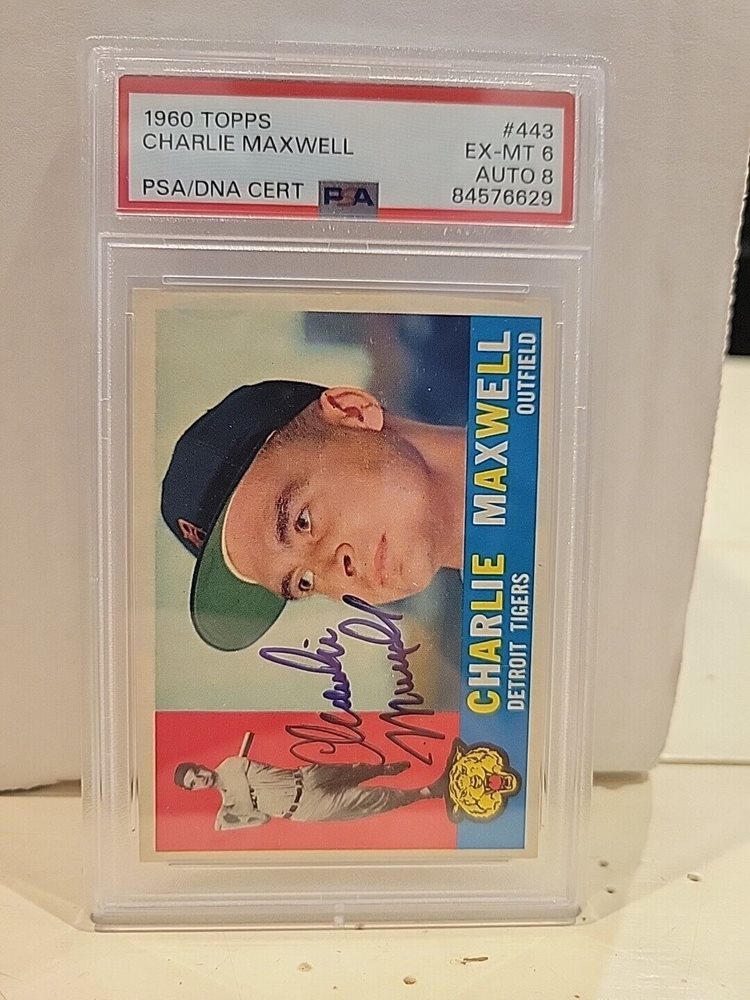 1960 TOPPS #443
CHARLIE MAXWELL EX-MT 6
AUTO 8
PSA/DNA CERT PSA 84576629
CHARLIE MAXWELL
DETROIT TIGERS OUTFIELD
Charlie
Maxwell